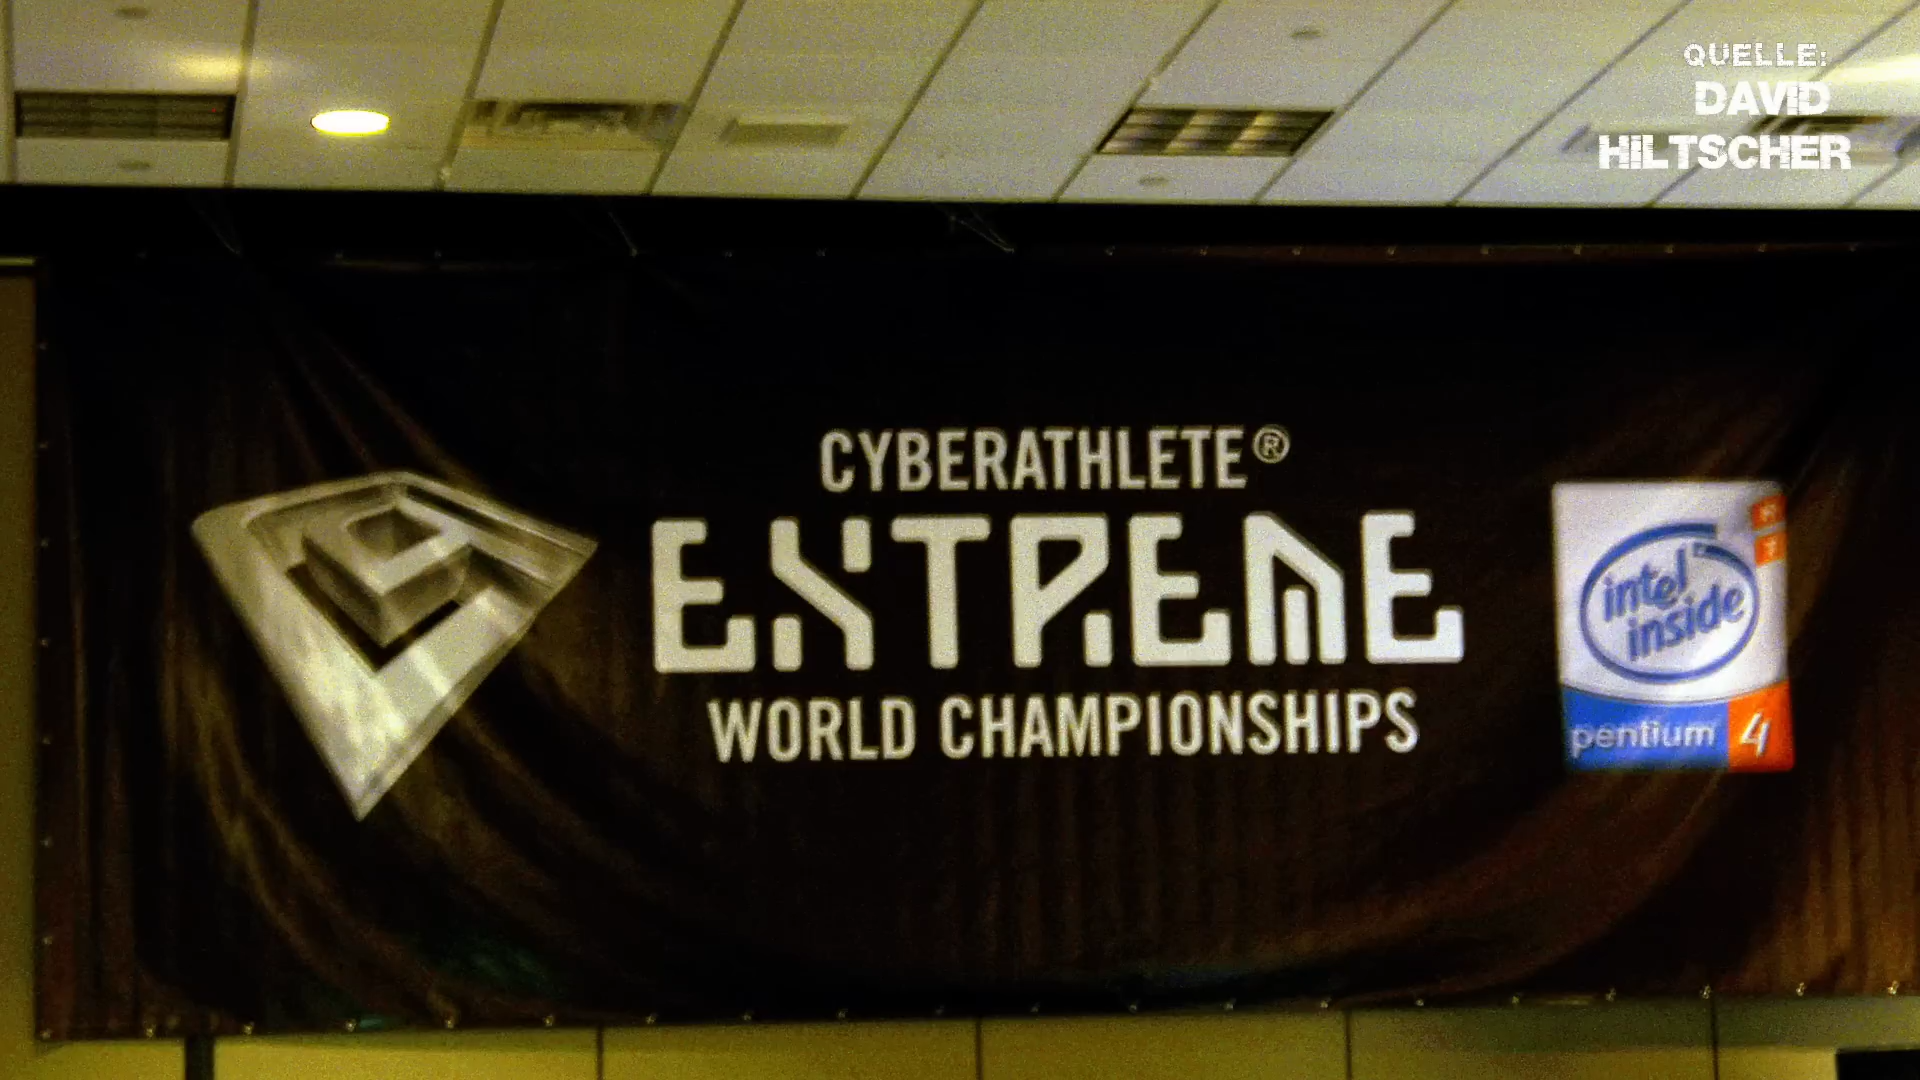 QUELLE:
DAVID
HILTSCHER
CYBERATHLETE®
EXTREME
WORLD CHAMPIONSHIPS
intel
inside
pentium 4